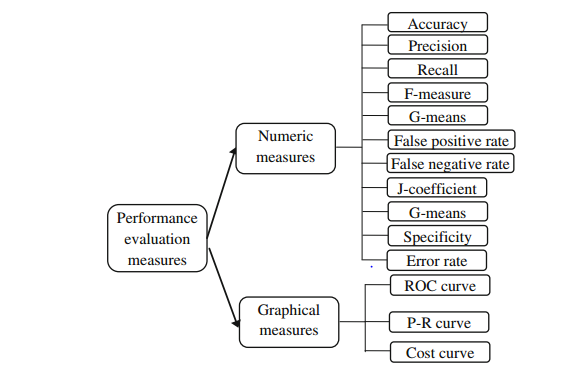 Accuracy
Precision
Recall
F-measure
G-means
False positive rate
False negative rate
J-coefficient
G-means
Specificity
Error rate
Numeric
measures
Performance
evaluation
measures
Graphical
measures
ROC curve
P-R curve
Cost curve